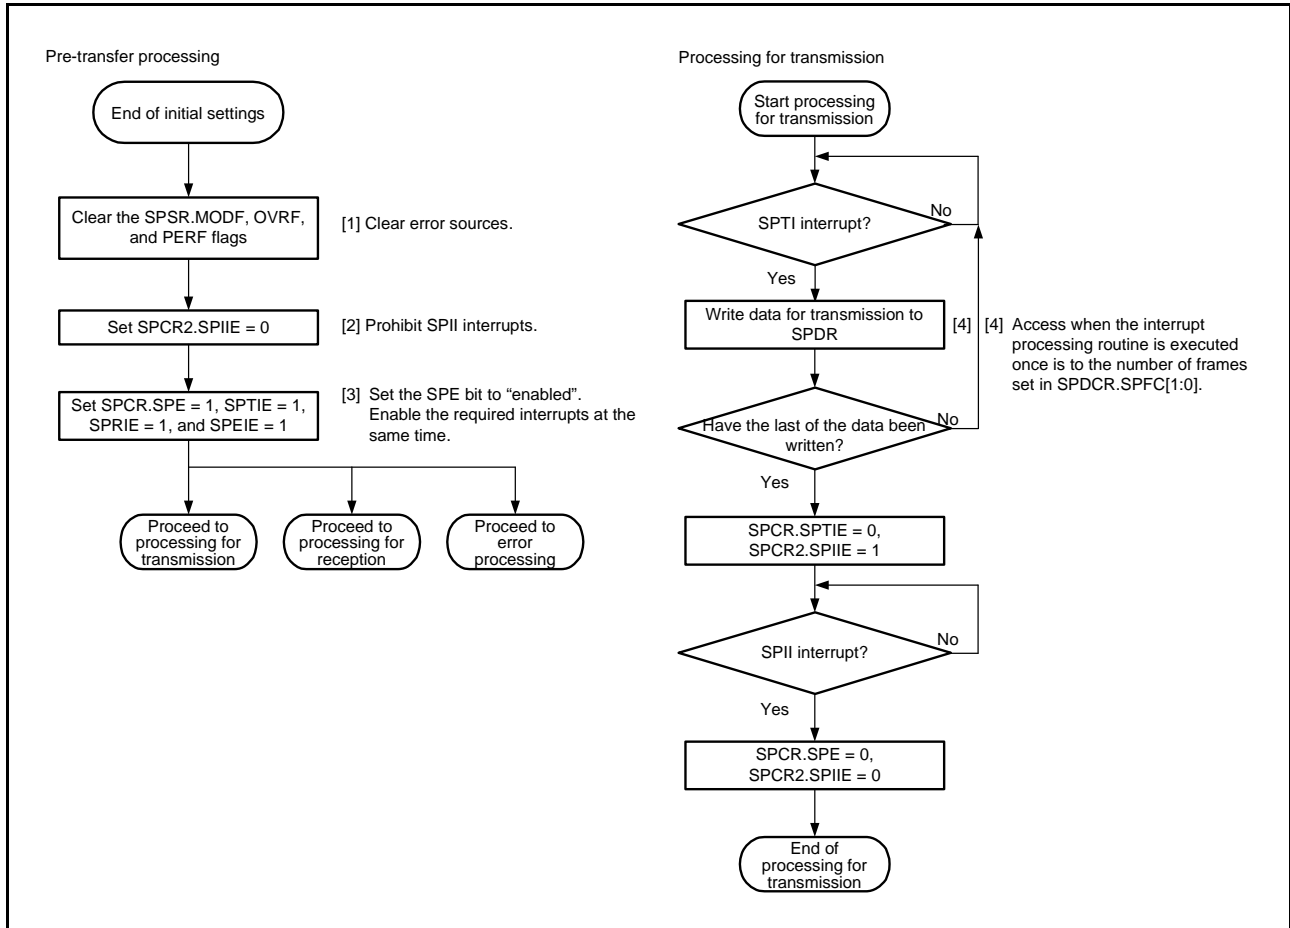 Pre-transfer processing
End of initial settings
Clear the SPSR.MODF, OVRF,
and PERF flags
[1] Clear error sources.
Set SPCR2.SPIIE = 0
[2] Prohibit SPII interrupts.
Set SPCR.SPE = 1, SPTIE = 1,
SPRIE = 1, and SPEIE = 1
[3] Set the SPE bit to “enabled”.
Enable the required interrupts at the
same time.
Proceed to
processing for
transmission
Proceed to
processing for
reception
Proceed to
error
processing
Processing for transmission
Start processing
for transmission
SPTI interrupt?
No
Yes
Write data for transmission to
SPDR
[4]
[4] Access when the interrupt
processing routine is executed
once is to the number of frames
set in SPDCR.SPFC[1:0].
Have the last of the data been
written?
No
Yes
SPCR.SPTIE = 0,
SPCR2.SPIIE = 1
SPII interrupt?
No
Yes
SPCR.SPE = 0,
SPCR2.SPIIE = 0
End of
processing for
transmission